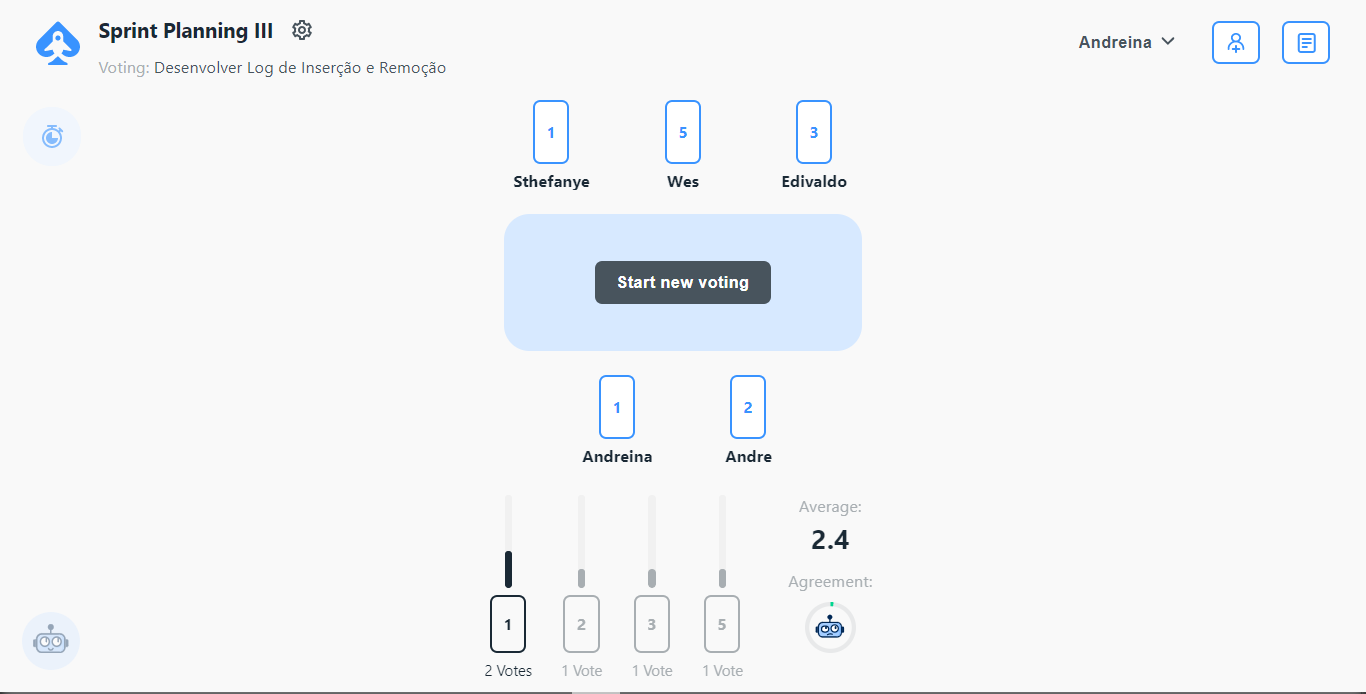 Sprint Planning III
Voting: Desenvolver Log de Inserção e Remoção
Andreina
1
5
3
Sthefanye
Wes
Edivaldo
Start new voting
1
2
Andreina
Andre
Average:
2.4
Agreement:
1
2
3
5
2 Votes
1 Vote
1 Vote
1 Vote